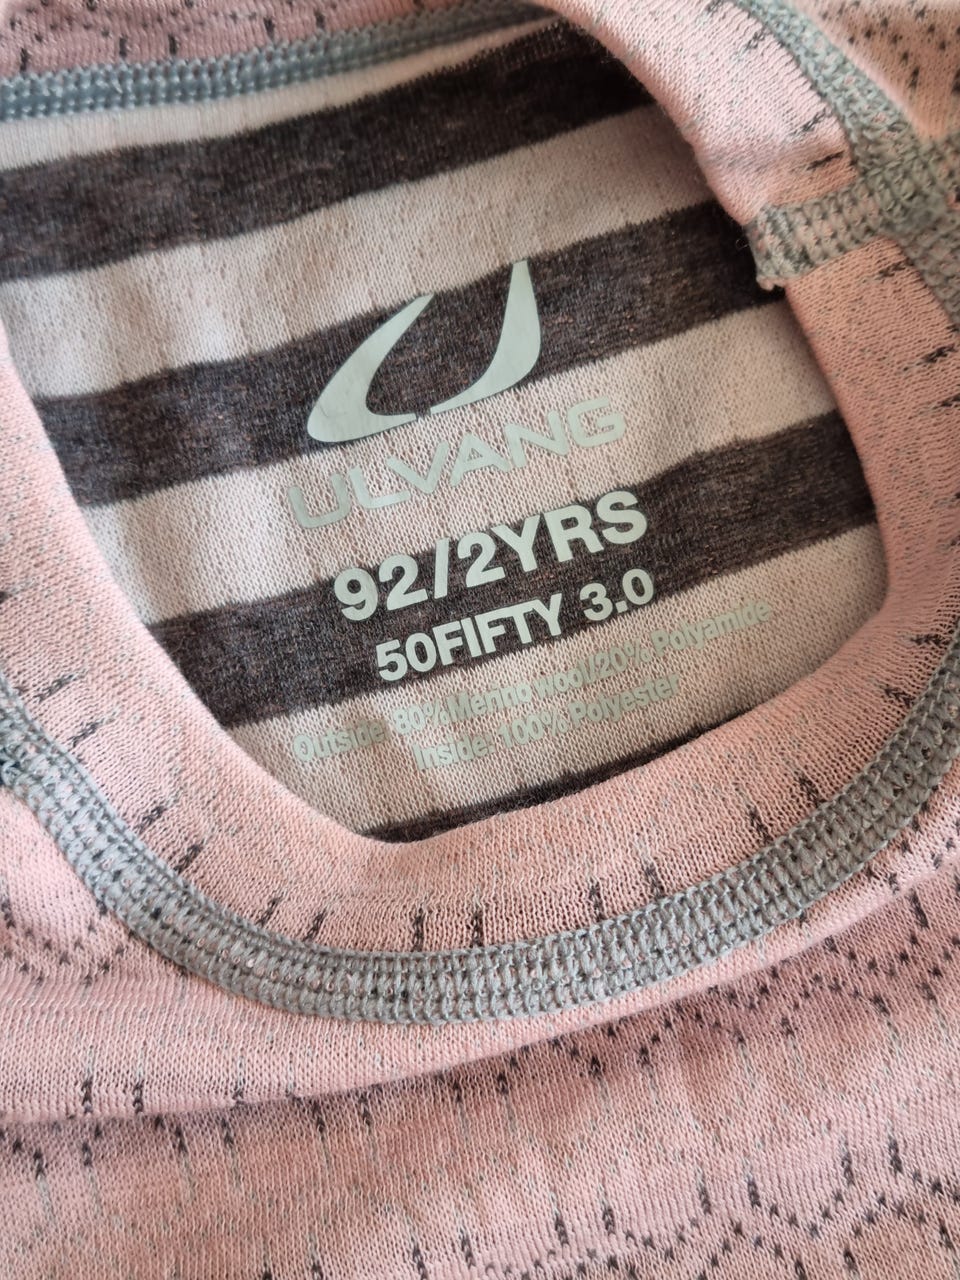 ULVANG
92/2YRS
50FIFTY 3.0
Outside: 80% Merino wool/20% Polyamide
Inside: 100% Polyester